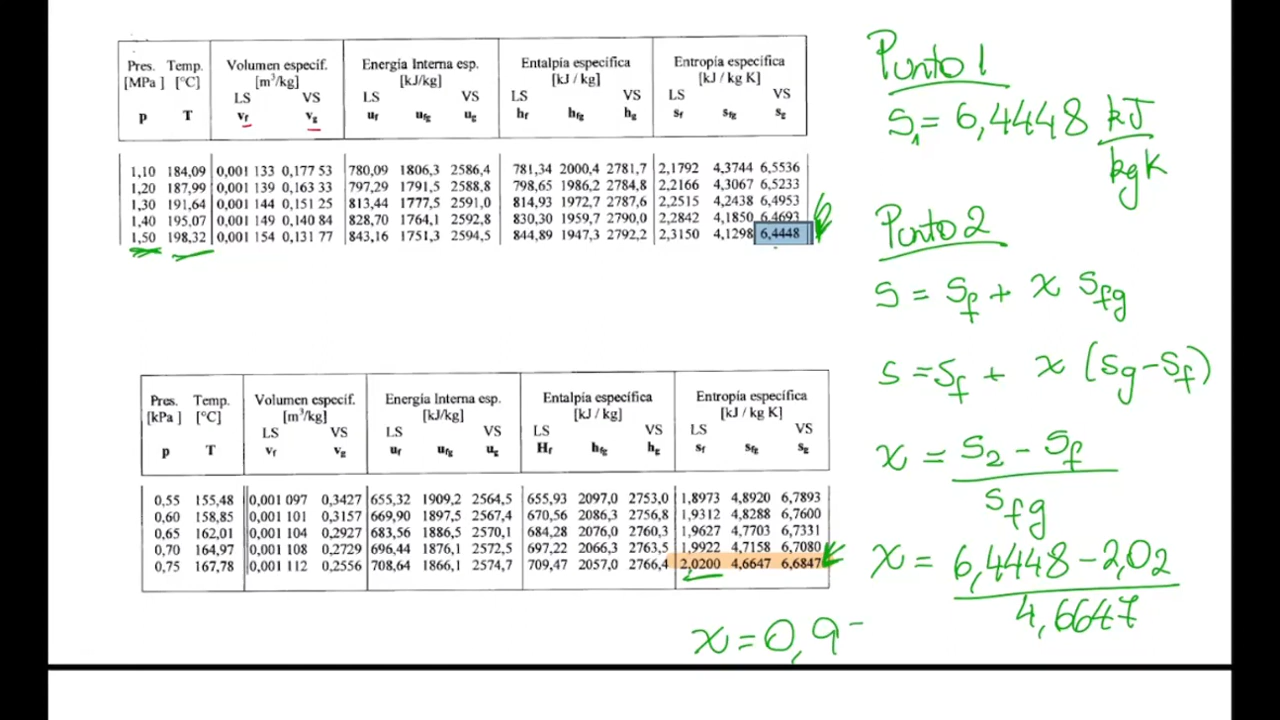 Pres. Temp. Volumen especif. Energía Interna esp. Entalpía específica Entropía específica
[MPa ] [°C] [m³/kg] [kJ/kg] [kJ / kg] [kJ / kg K]
LS VS LS VS LS VS LS VS
p T vf vg uf ufg ug hf hfg hg sf sfg sg
1,10 184,09 0,001 133 0,177 53 780,09 1806,3 2586,4 781,34 2000,4 2781,7 2,1792 4,3744 6,5536
1,20 187,99 0,001 139 0,163 33 797,29 1791,5 2588,8 798,65 1986,2 2784,8 2,2166 4,3067 6,5233
1,30 191,64 0,001 144 0,151 25 813,44 1777,5 2591,0 814,93 1972,7 2787,6 2,2515 4,2438 6,4953
1,40 195,07 0,001 149 0,140 84 828,70 1764,1 2592,8 830,30 1959,7 2790,0 2,2842 4,1850 6,4693
1,50 198,32 0,001 154 0,131 77 843,16 1751,3 2594,5 844,89 1947,3 2792,2 2,3150 4,1298 6,4448
Pres. Temp. Volumen especif. Energía Interna esp. Entalpía específica Entropía específica
[kPa ] [°C] [m³/kg] [kJ/kg] [kJ / kg] [kJ / kg K]
LS VS LS VS LS VS LS VS
p T vf vg uf ufg ug Hf hfg hg sf sfg sg
0,55 155,48 0,001 097 0,3427 655,32 1909,2 2564,5 655,93 2097,0 2753,0 1,8973 4,8920 6,7893
0,60 158,85 0,001 101 0,3157 669,90 1897,5 2567,4 670,56 2086,3 2756,8 1,9312 4,8288 6,7600
0,65 162,01 0,001 104 0,2927 683,56 1886,5 2570,1 684,28 2076,0 2760,3 1,9627 4,7703 6,7331
0,70 164,97 0,001 108 0,2729 696,44 1876,1 2572,5 697,22 2066,3 2763,5 1,9922 4,7158 6,7080
0,75 167,78 0,001 112 0,2556 708,64 1866,1 2574,7 709,47 2057,0 2766,4 2,0200 4,6647 6,6847
Punto 1
S1 = 6,4448 kJ/kgK
Punto 2
S = Sf + x Sfg
S = Sf + x (Sg - Sf)
x = S2 - Sf / Sfg
x = 6,4448 - 2,02 / 4,6647
x = 0,9